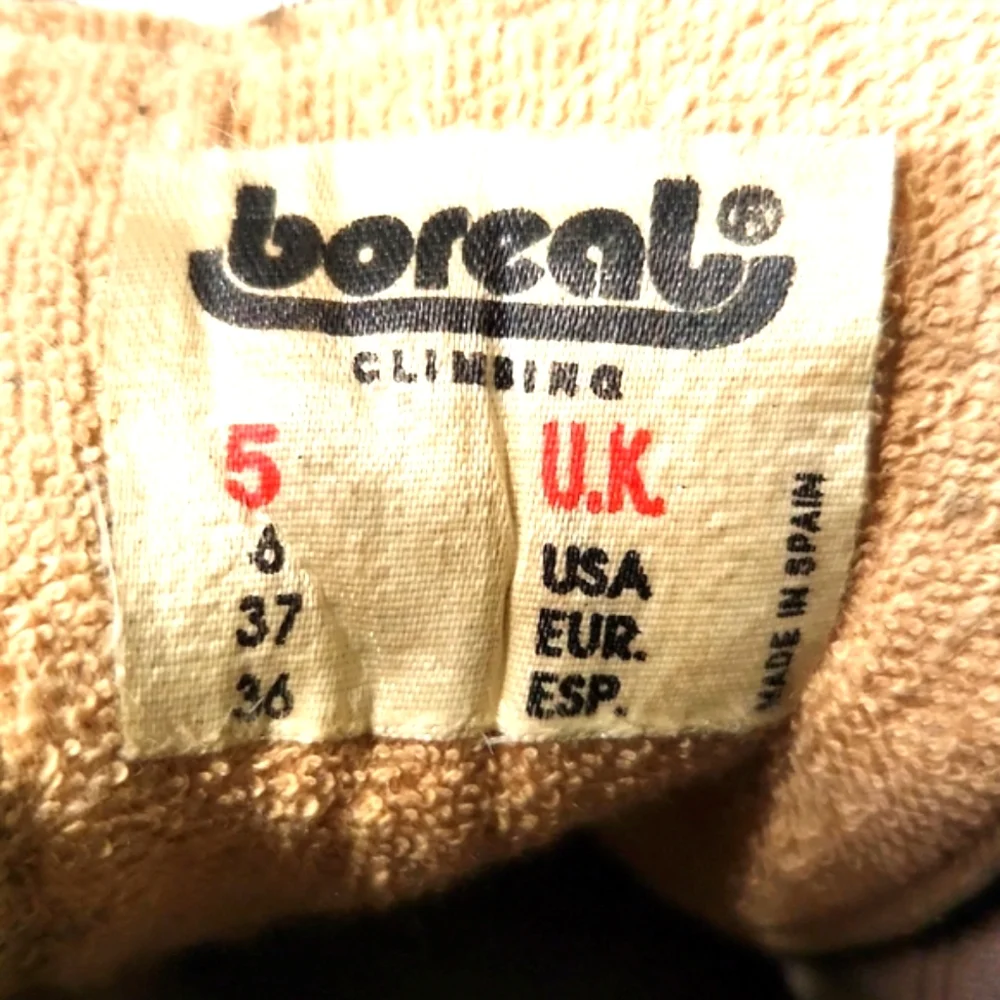 boreal®
CLIMBING
5 U.K.
6 USA
37 EUR.
36 ESP.
MADE IN SPAIN